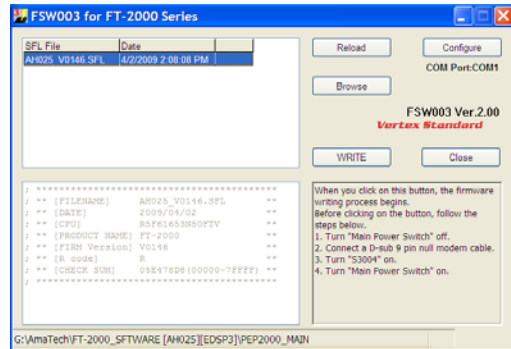 FSW003 for FT-2000 Series
SFL File Date
AH025_V0146.SFL 4/2/2009 2:08:08 PM
Reload Configure
COM Port:COM1
Browse
FSW003 Ver.2.00
Vertex Standard
WRITE Close
; ******************************************
; ** [FILENAME] AH025_V0146.SFL **
; ** [DATE] 2009/04/02 **
; ** [CPU] R5F61653N50FTV **
; ** [PRODUCT NAME] FT-2000 **
; ** [FIRM Version] V0146 **
; ** [R code] R **
; ** [CHECK SUM] 05E478D8(00000-7FFFF) **
; ******************************************
;
When you click on this button, the firmware
writing process begins.
Before clicking on the button, follow the
steps below.
1. Turn "Main Power Switch" off.
2. Connect a D-sub 9 pin null modem cable.
3. Turn "S3004" on.
4. Turn "Main Power Switch" on.
G:\AmaTech\FT-2000_SFTWARE [AH025][EDSP3]\PEP2000_MAIN